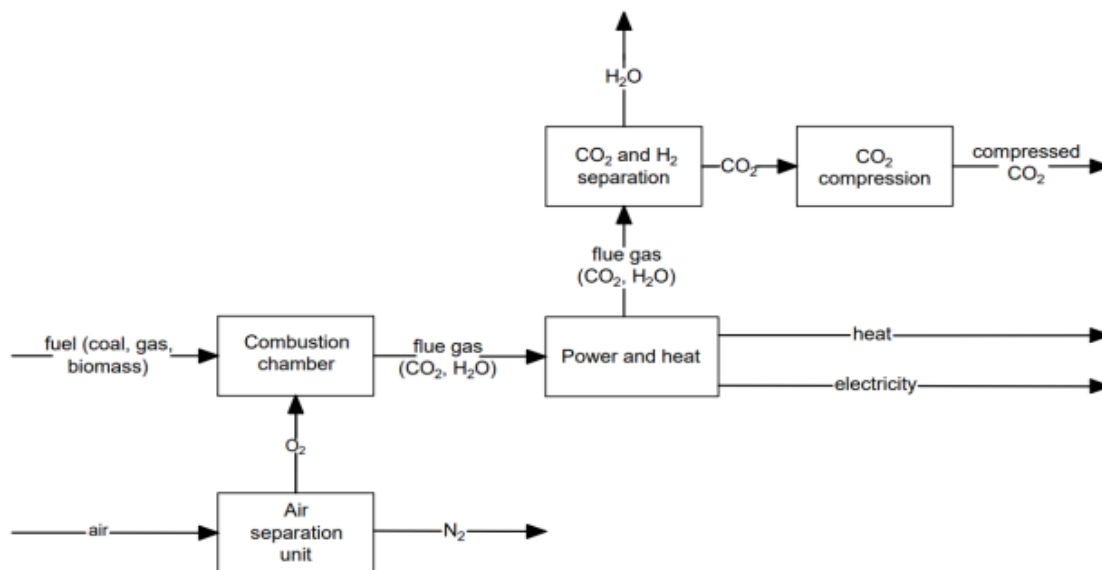 H₂O
CO₂ and H₂
separation
CO₂
CO₂
compression
compressed
CO₂
flue gas
(CO₂, H₂O)
fuel (coal, gas,
biomass)
Combustion
chamber
flue gas
(CO₂, H₂O)
Power and heat
heat
electricity
O₂
air
Air
separation
unit
N₂